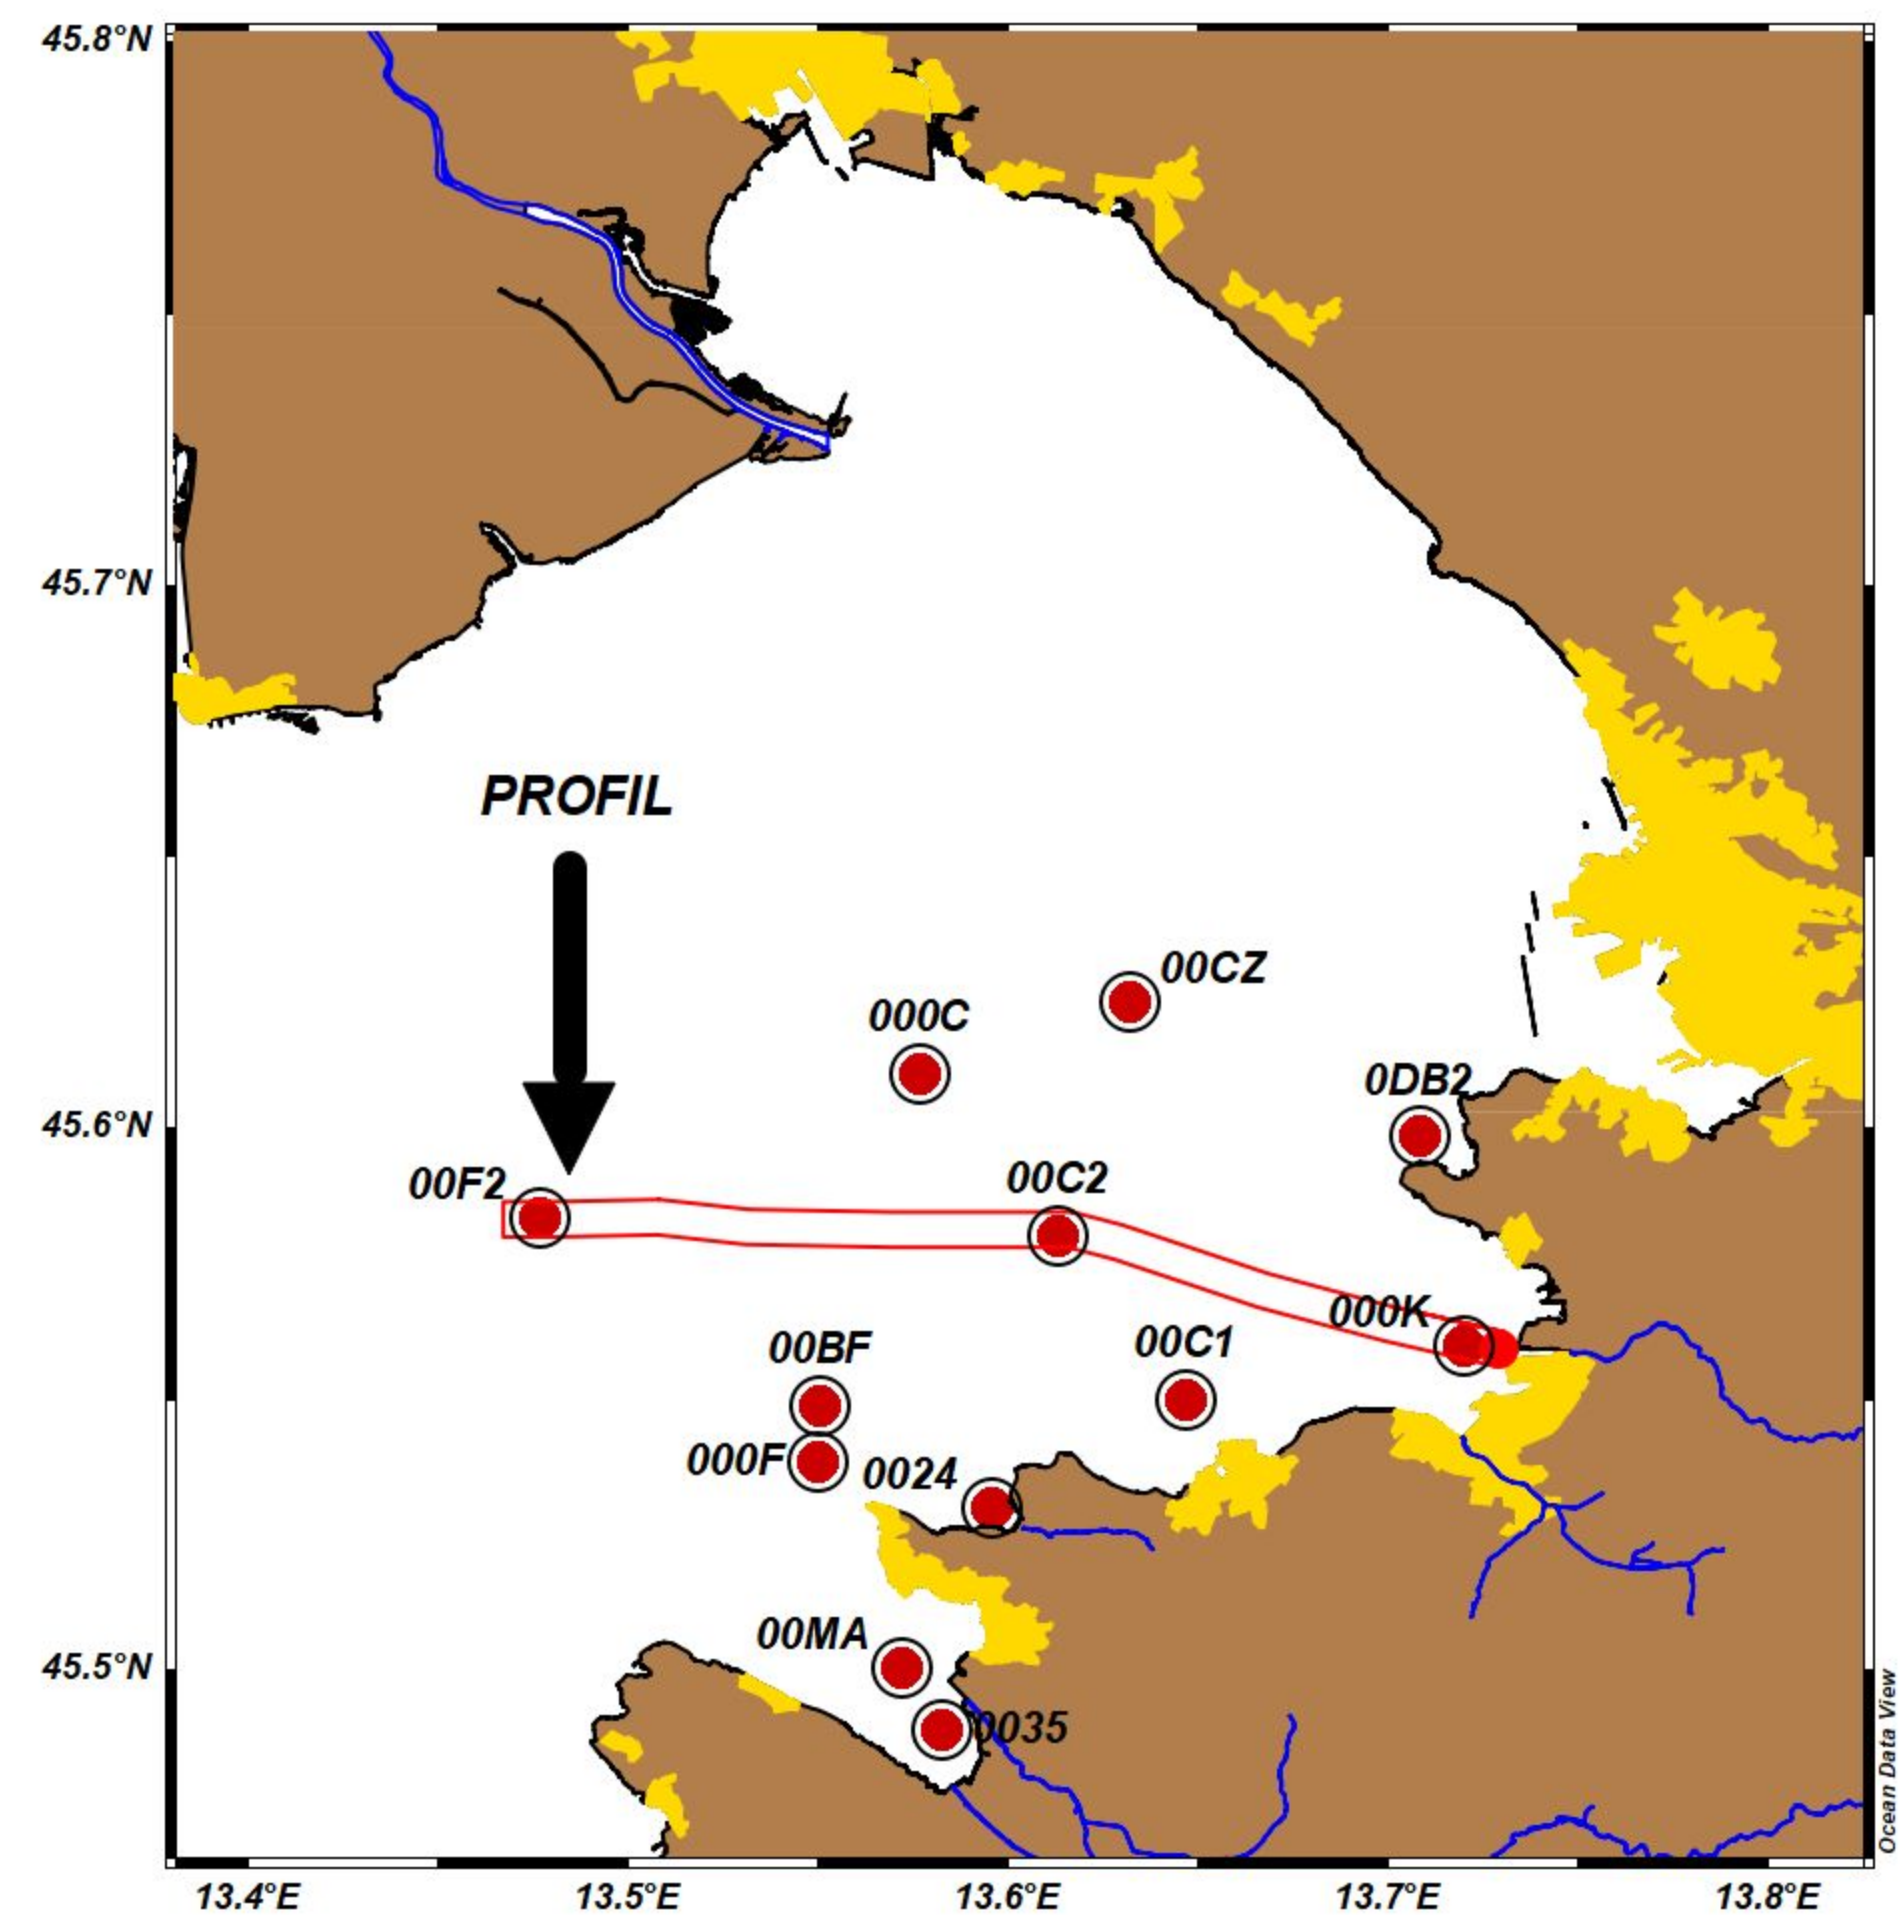 45.8°N
45.7°N
PROFIL
00CZ
000C
0DB2
45.6°N
00F2
00C2
000K
00BF
00C1
000F
0024
00MA
45.5°N
0035
Ocean Data View
13.4°E
13.5°E
13.6°E
13.7°E
13.8°E